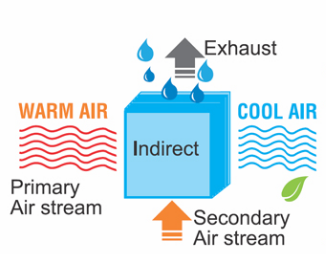 Exhaust
WARM AIR
COOL AIR
Indirect
Primary
Air stream
Secondary
Air stream